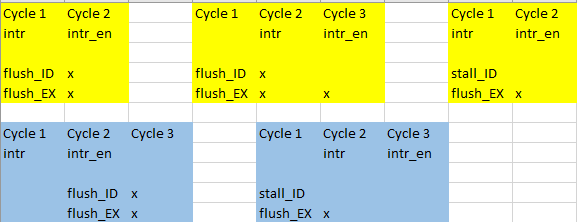 Cycle 1 Cycle 2 Cycle 1 Cycle 2 Cycle 3 Cycle 1 Cycle 2
intr intr_en intr intr_en intr intr_en
flush_ID x flush_ID x stall_ID
flush_EX x flush_EX x x flush_EX x
Cycle 1 Cycle 2 Cycle 3 Cycle 1 Cycle 2 Cycle 3
intr intr_en intr intr_en
flush_ID x stall_ID
flush_EX x flush_EX x